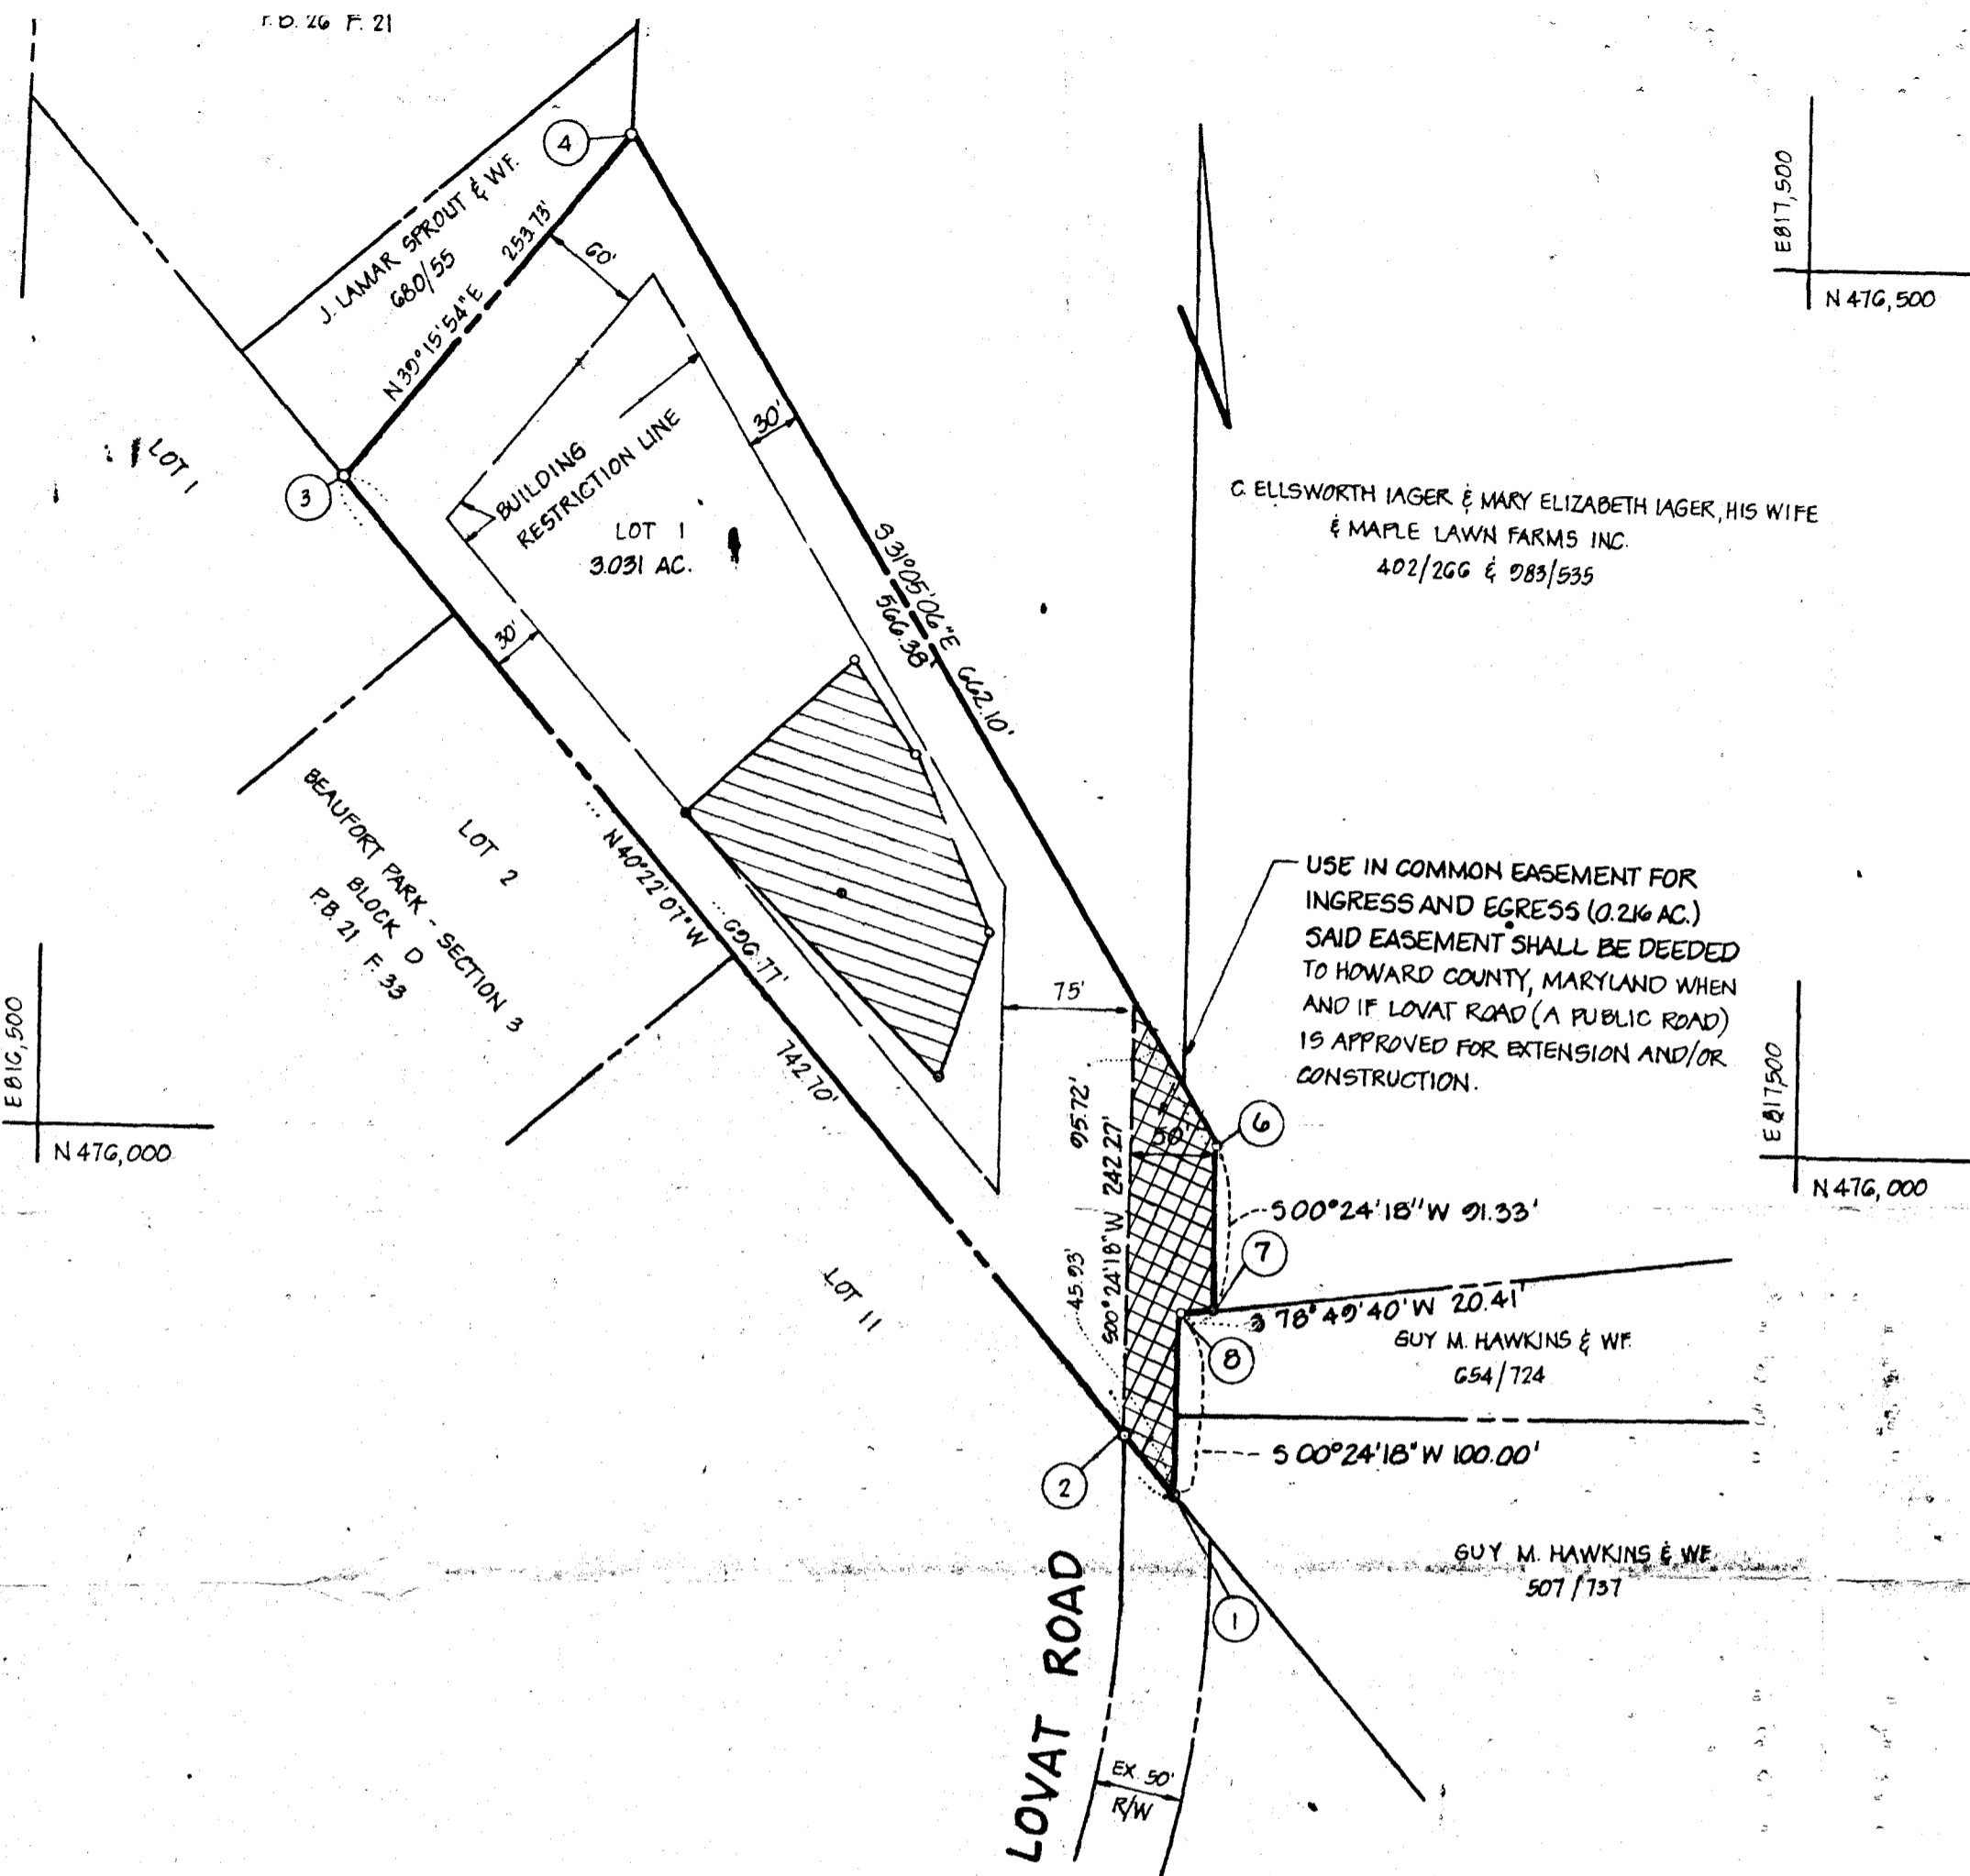 P.B. 26 F. 21
4
J. LAMAR SPROUT & WF.
680/55
N 39°15'54" E 253.73'
60'
E 817,500
N 476,500
LOT 1
3
BUILDING
RESTRICTION LINE
30'
LOT 1
3.031 AC.
30'
S 31°05'06" E 662.10'
566.38'
C. ELLSWORTH IAGER & MARY ELIZABETH IAGER, HIS WIFE
& MAPLE LAWN FARMS INC.
402/266 & 983/535
BEAUFORT PARK - SECTION 3
BLOCK D
P.B. 21 F. 33
LOT 2
N 40°22'07" W 742.70'
696.77'
USE IN COMMON EASEMENT FOR
INGRESS AND EGRESS (0.216 AC.)
SAID EASEMENT SHALL BE DEEDED
TO HOWARD COUNTY, MARYLAND WHEN
AND IF LOVAT ROAD (A PUBLIC ROAD)
IS APPROVED FOR EXTENSION AND/OR
CONSTRUCTION.
75'
E 816,500
N 476,000
95.72'
50'
6
E 817,500
N 476,000
S 00°24'18" W 242.27'
S 00°24'18" W 91.33'
7
45.93'
LOT 11
S 78°49'40" W 20.41'
GUY M. HAWKINS & WF.
654/724
8
S 00°24'18" W 100.00'
2
GUY M. HAWKINS & WF.
507/737
1
LOVAT ROAD
EX. 50'
R/W